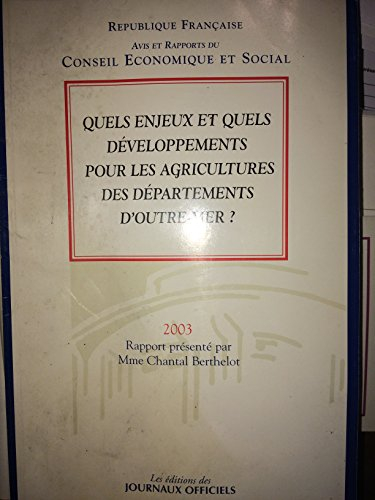 REPUBLIQUE FRANÇAISE
AVIS ET RAPPORTS DU
CONSEIL ECONOMIQUE ET SOCIAL
QUELS ENJEUX ET QUELS
DÉVELOPPEMENTS
POUR LES AGRICULTURES
DES DÉPARTEMENTS
D'OUTRE-MER ?
2003
Rapport présenté par
Mme Chantal Berthelot
Les éditions des
JOURNAUX OFFICIELS